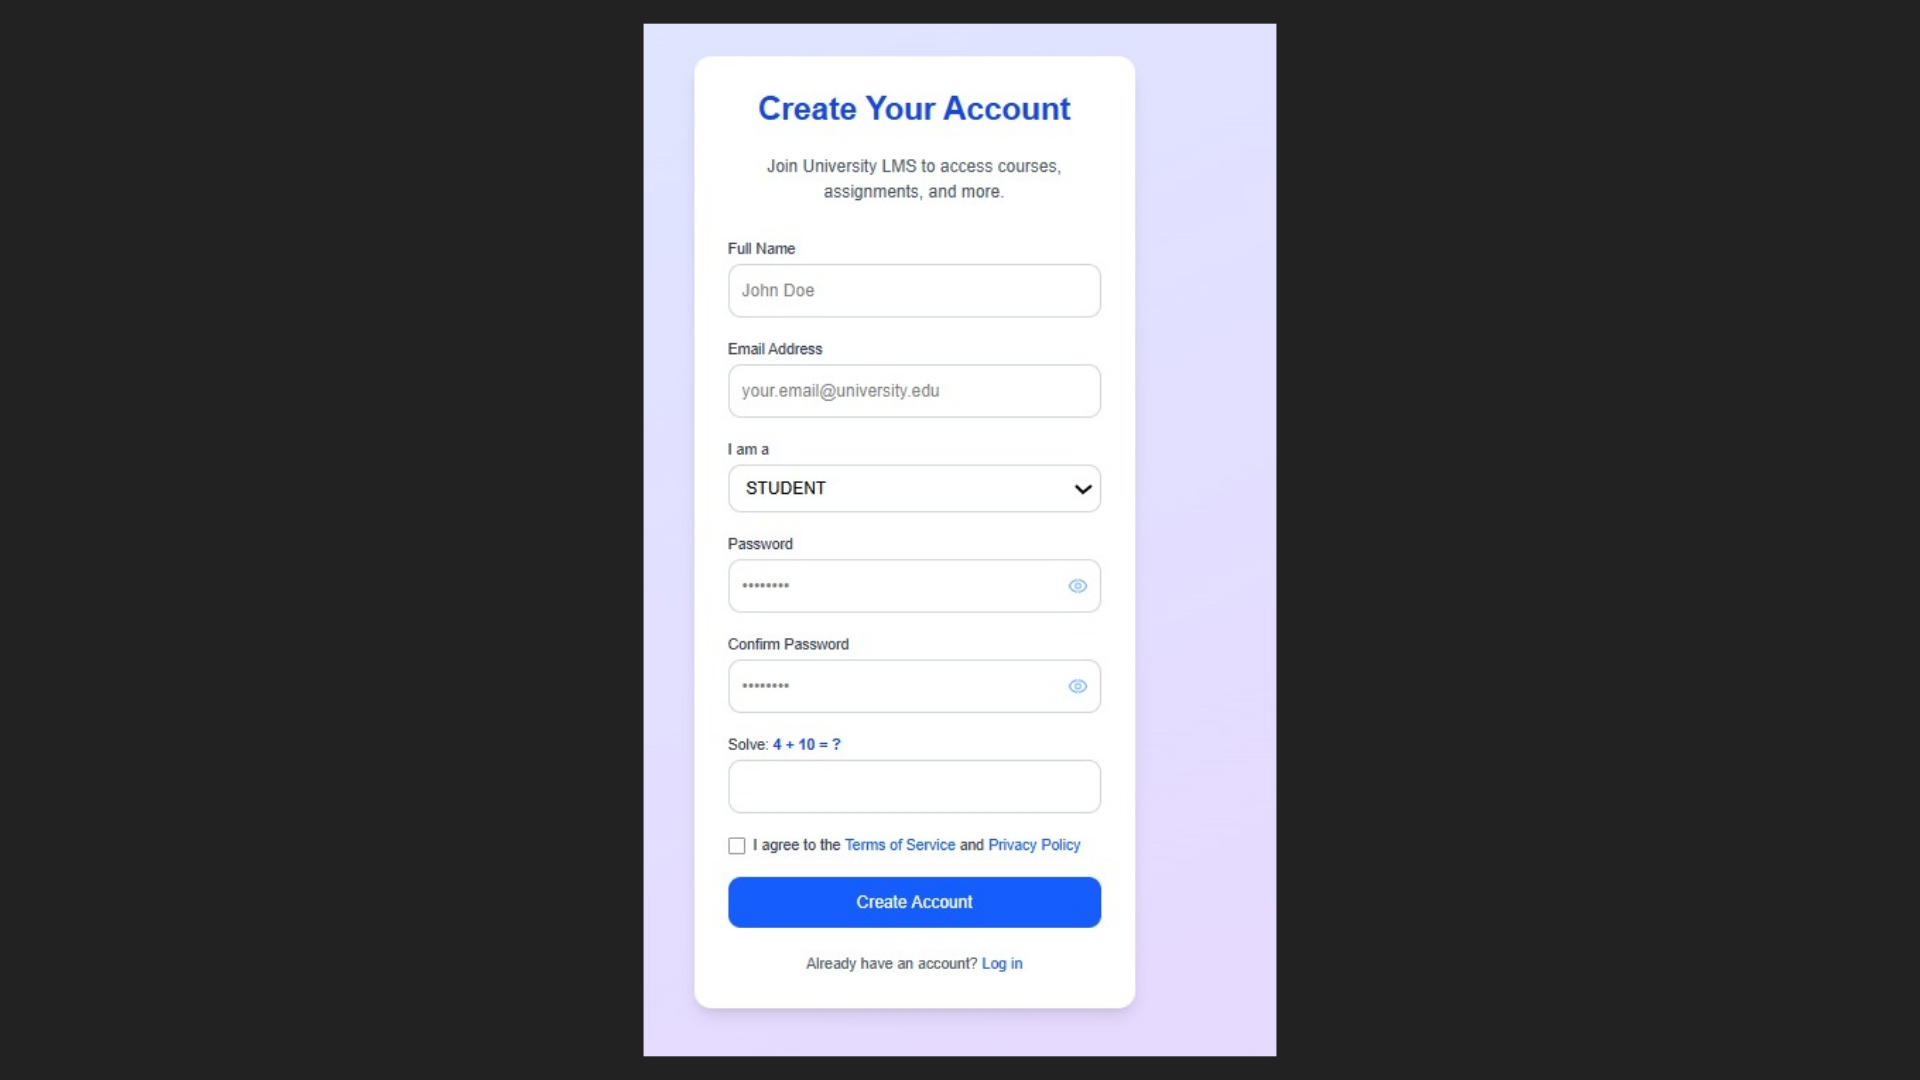 Create Your Account
Join University LMS to access courses,
assignments, and more.
Full Name
John Doe
Email Address
your.email@university.edu
I am a
STUDENT
Password
••••••••
Confirm Password
••••••••
Solve: 4 + 10 = ?
I agree to the Terms of Service and Privacy Policy
Create Account
Already have an account? Log in